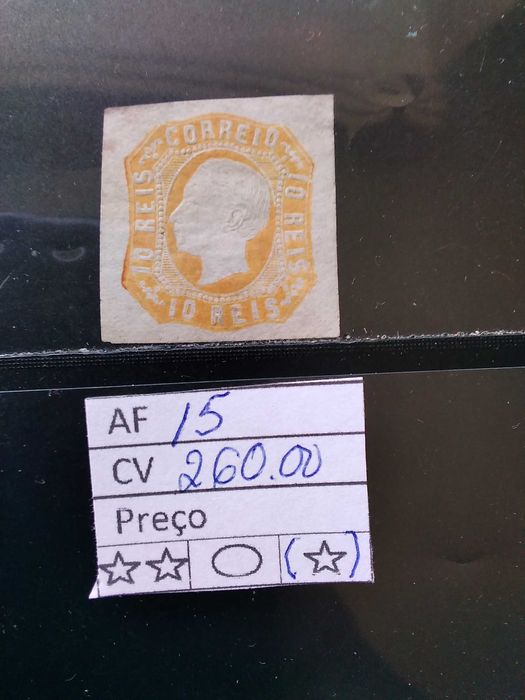 CORREIO
10 REIS
10 REIS
10 REIS
AF 15
CV 260.00
Preço
☆☆ ( ☆ )